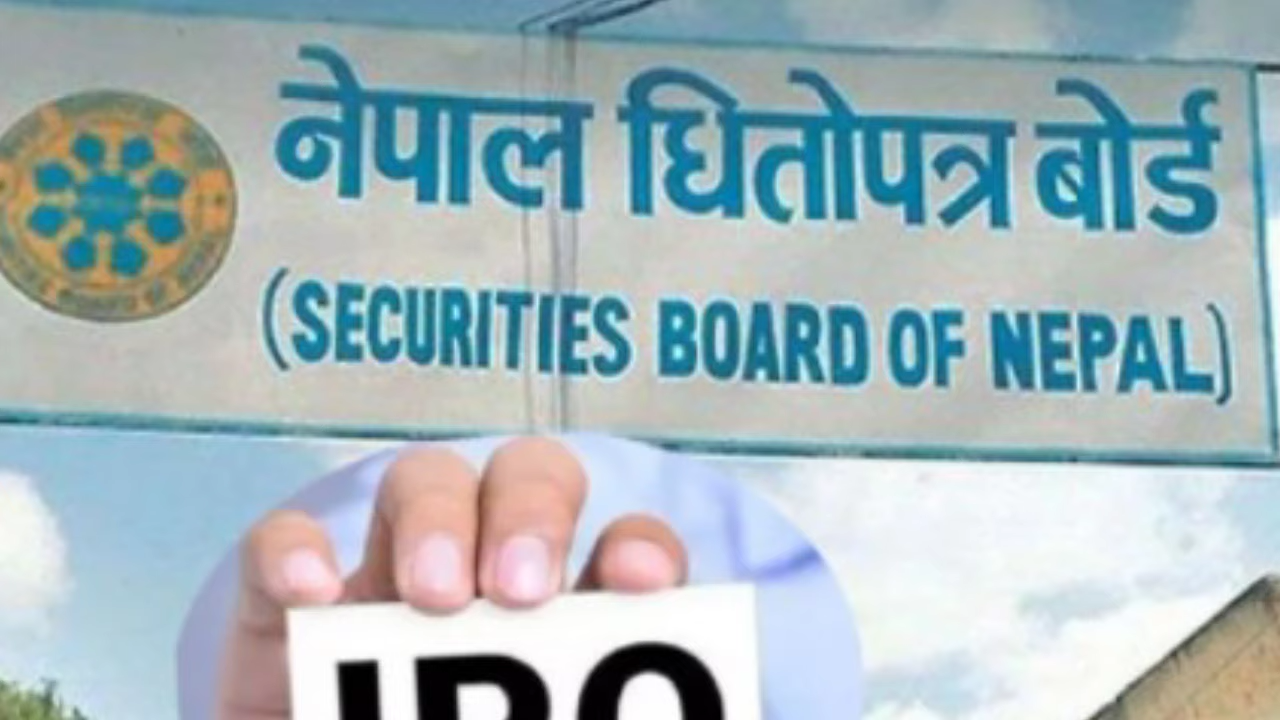 नेपाल धितोपत्र बोर्ड
(SECURITIES BOARD OF NEPAL)
IPO